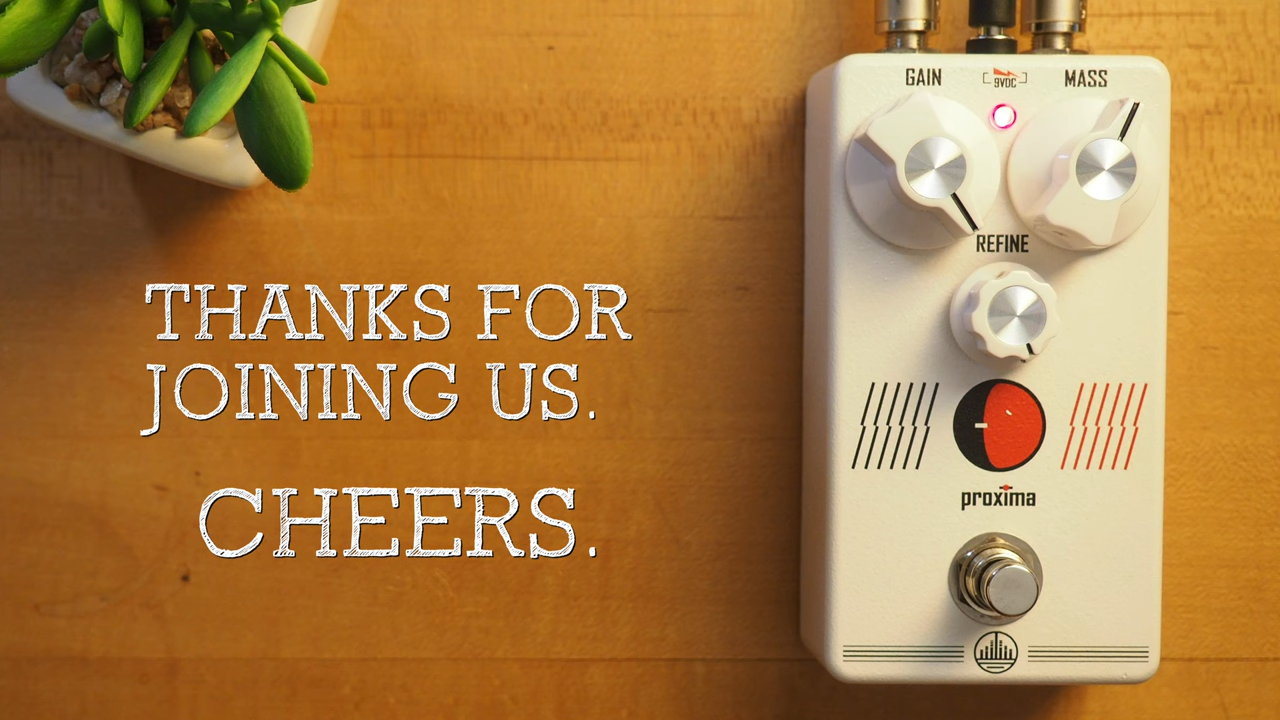 THANKS FOR
JOINING US.
CHEERS.
GAIN
9VDC
MASS
REFINE
proxima